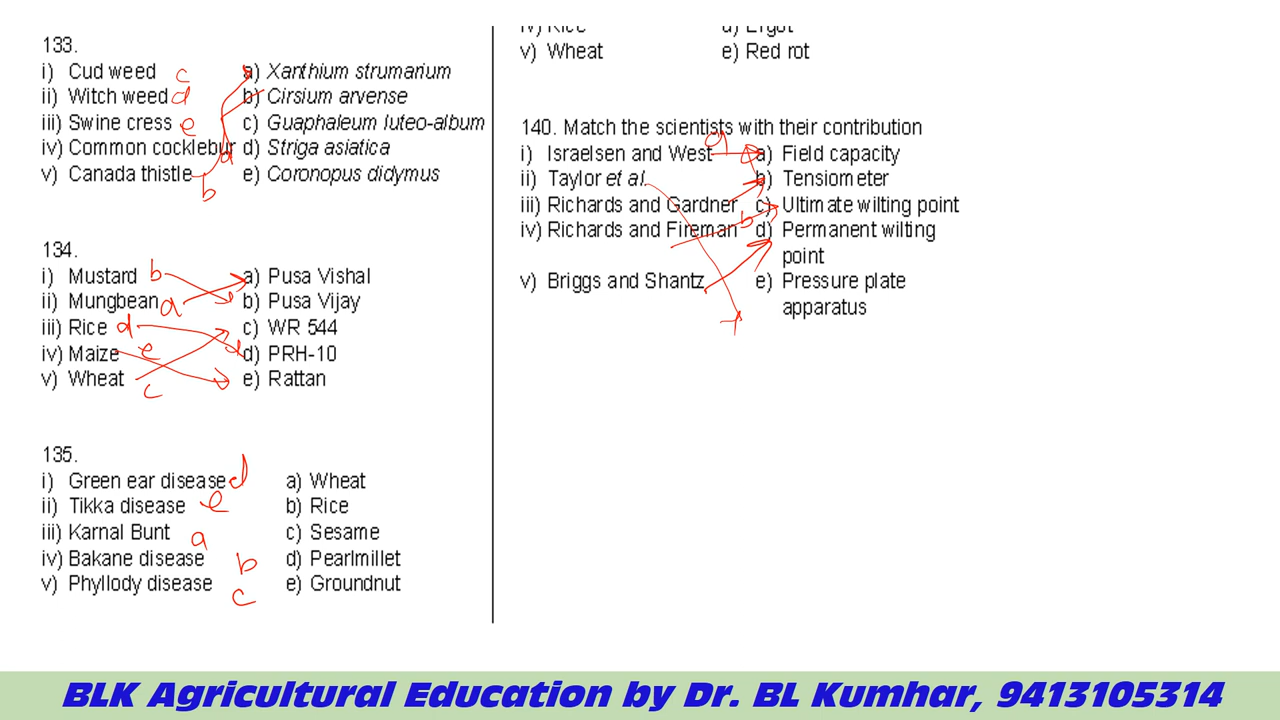 133.
i) Cud weed c a) Xanthium strumarium
ii) Witch weed d b) Cirsium arvense
iii) Swine cress e c) Guaphaleum luteo-album
iv) Common cocklebur a d) Striga asiatica
v) Canada thistle b e) Coronopus didymus
134.
i) Mustard b a) Pusa Vishal
ii) Mungbean a b) Pusa Vijay
iii) Rice d c) WR 544
iv) Maize e d) PRH-10
v) Wheat c e) Rattan
135.
i) Green ear disease d a) Wheat
ii) Tikka disease e b) Rice
iii) Karnal Bunt a c) Sesame
iv) Bakane disease b d) Pearlmillet
v) Phyllody disease c e) Groundnut
iv) Rice d) Ergot
v) Wheat e) Red rot
140. Match the scientists with their contribution
i) Israelsen and West a a) Field capacity
ii) Taylor et al. b) Tensiometer
iii) Richards and Gardner b c) Ultimate wilting point
iv) Richards and Fireman d) Permanent wilting
point
v) Briggs and Shantz e) Pressure plate
apparatus
BLK Agricultural Education by Dr. BL Kumhar, 9413105314